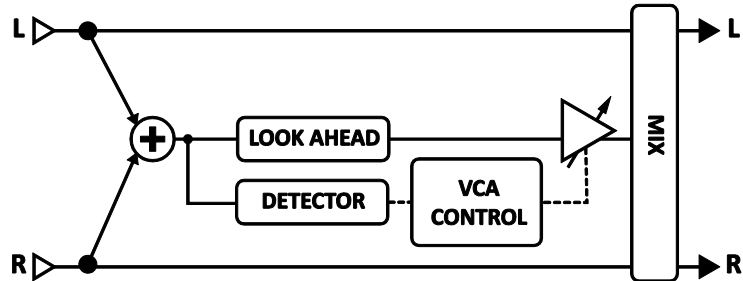 L
L
LOOK AHEAD
MIX
DETECTOR
VCA
CONTROL
R
R